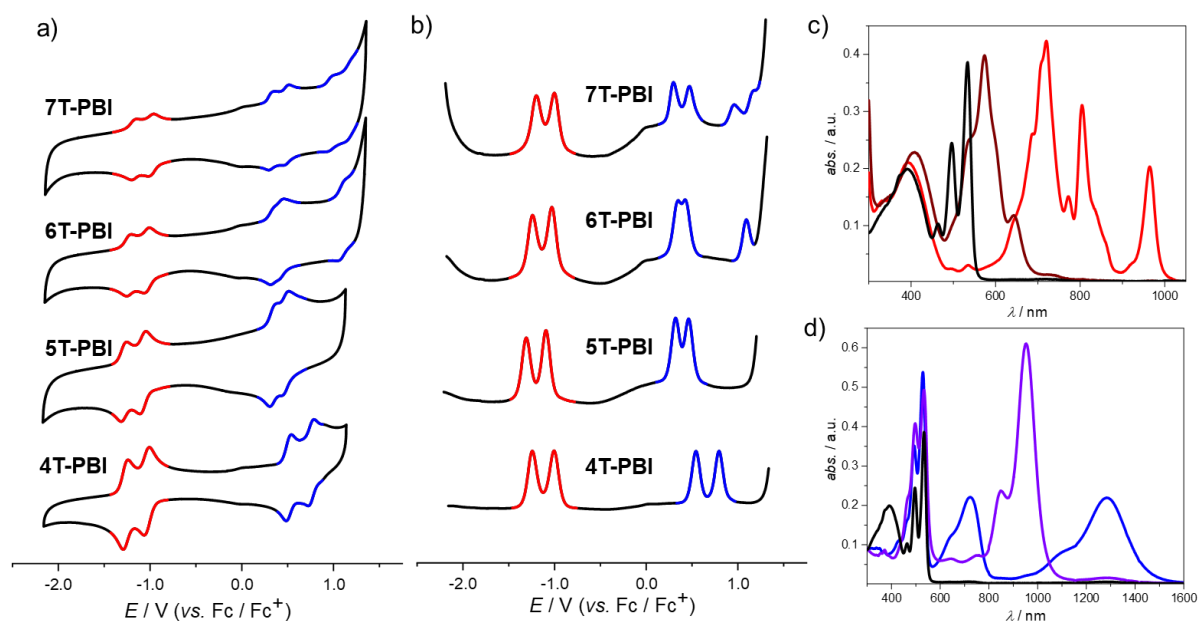 a)
7T-PBI
6T-PBI
5T-PBI
4T-PBI
-2.0 -1.0 0.0 1.0
E / V (vs. Fc / Fc+)
b)
7T-PBI
6T-PBI
5T-PBI
4T-PBI
-2.0 -1.0 0.0 1.0
E / V (vs. Fc / Fc+)
c)
abs. / a.u.
0.4
0.3
0.2
0.1
400 600 800 1000
λ / nm
d)
abs. / a.u.
0.6
0.5
0.4
0.3
0.2
0.1
400 600 800 1000 1200 1400 1600
λ / nm